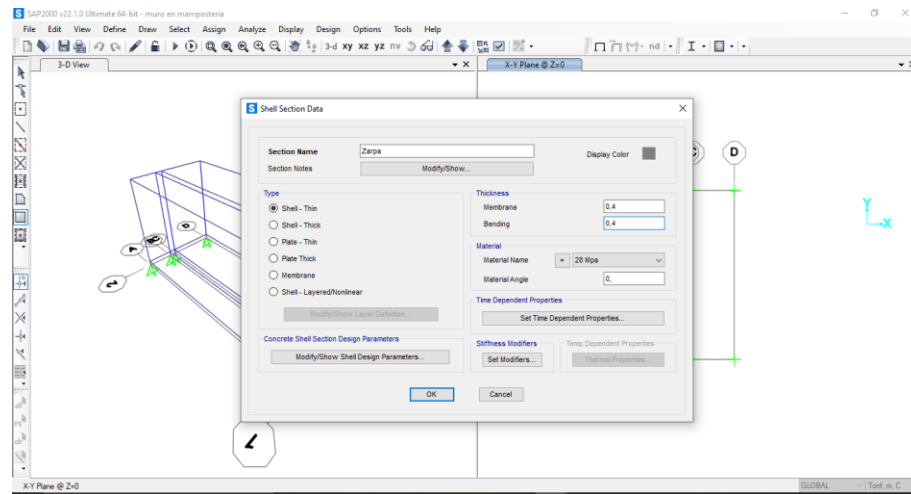 SAP2000 v22.1.0 Ultimate 64-bit - muro en mamposteria
File Edit View Define Draw Select Assign Analyze Display Design Options Tools Help
3-d xy xz yz nv nd
3-D View
X-Y Plane @ Z=0
Shell Section Data
Section Name Zarpa Display Color
Section Notes Modify/Show...
Type
Shell - Thin
Shell - Thick
Plate - Thin
Plate Thick
Membrane
Shell - Layered/Nonlinear
Modify/Show Layer Definition...
Concrete Shell Section Design Parameters
Modify/Show Shell Design Parameters...
Thickness
Membrane 0,4
Bending 0,4
Material
Material Name + 28 Mpa
Material Angle 0,
Time Dependent Properties
Set Time Dependent Properties...
Stiffness Modifiers
Set Modifiers...
Temp Dependent Properties
Thermal Properties...
OK Cancel
D
Y
X
X-Y Plane @ Z=0 GLOBAL Tonf, m, C